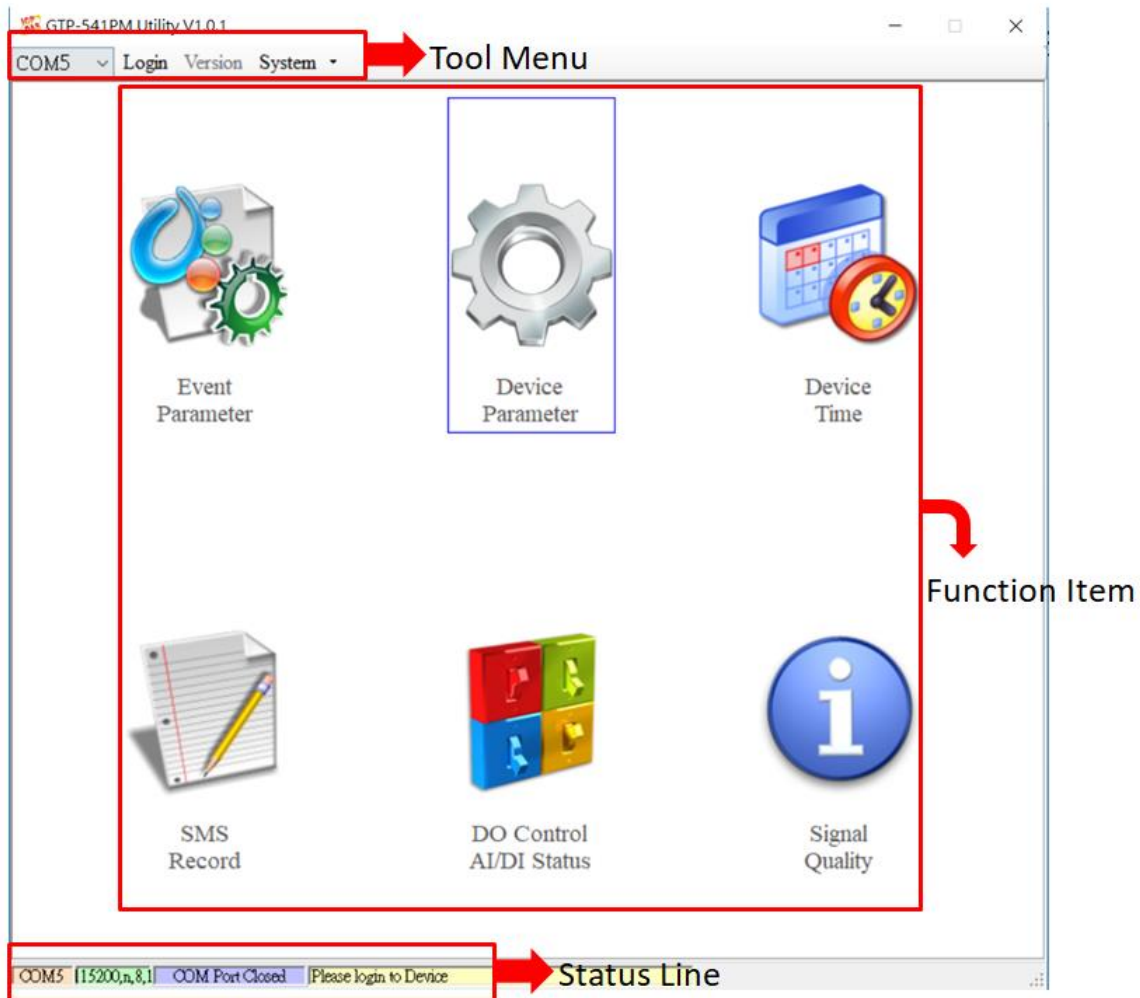 GTP-541PM Utility V1.0.1
COM5 Login Version System
Tool Menu
Event
Parameter
Device
Parameter
Device
Time
Function Item
SMS
Record
DO Control
AI/DI Status
Signal
Quality
COM5 115200,n,8,1 COM Port Closed Please login to Device
Status Line